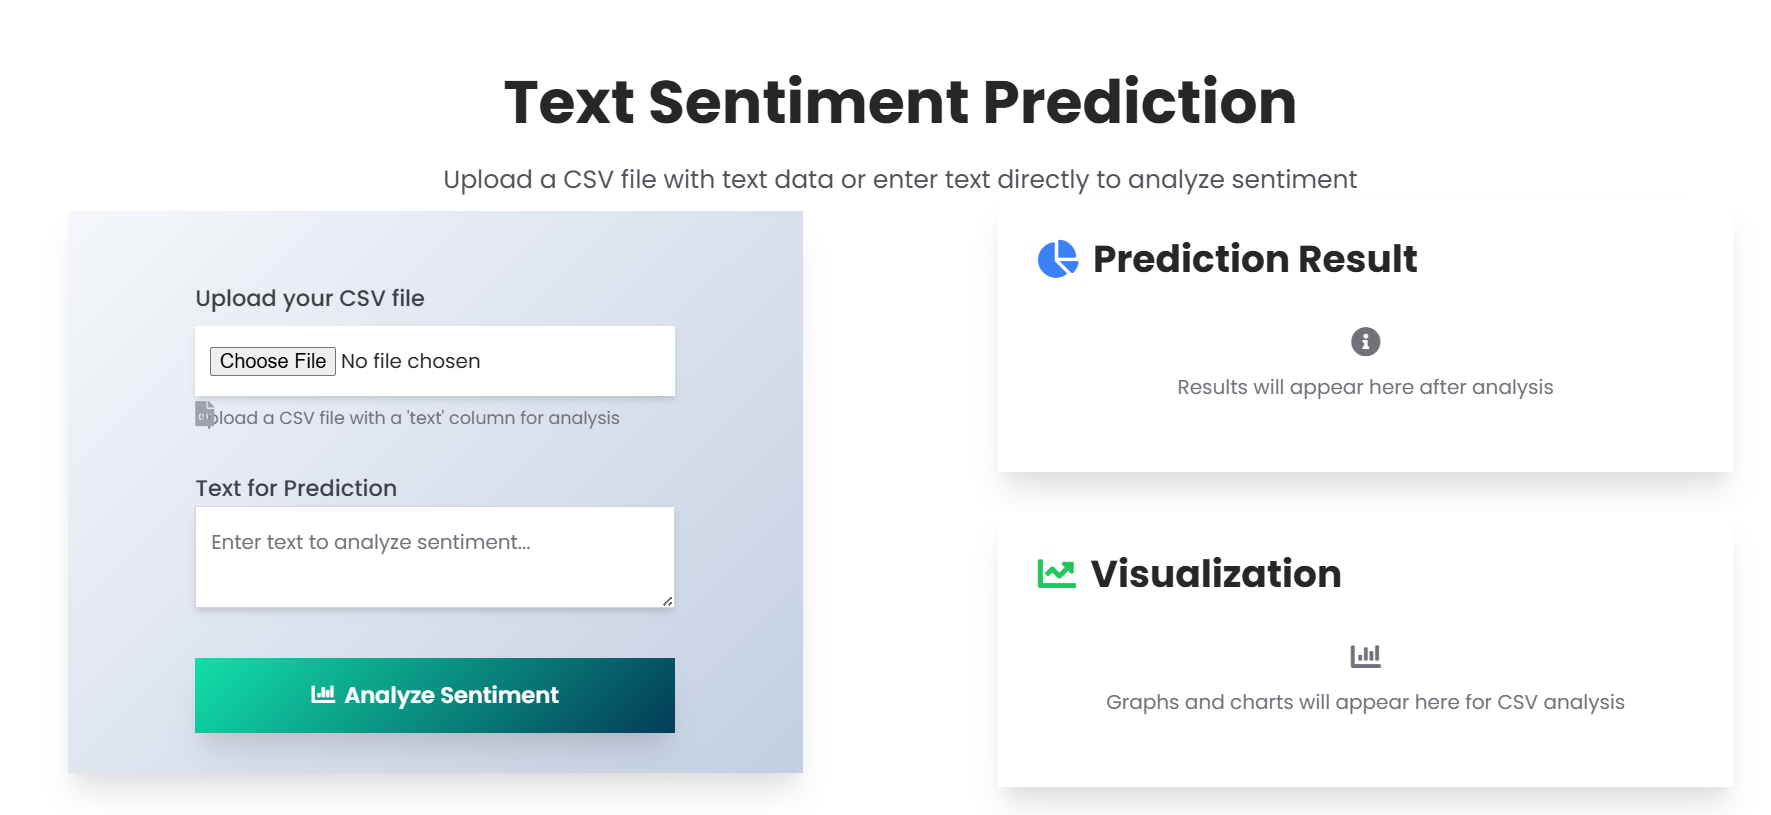 Text Sentiment Prediction
Upload a CSV file with text data or enter text directly to analyze sentiment
Upload your CSV file
Choose File No file chosen
pload a CSV file with a 'text' column for analysis
Text for Prediction
Enter text to analyze sentiment...
Analyze Sentiment
Prediction Result
Results will appear here after analysis
Visualization
Graphs and charts will appear here for CSV analysis